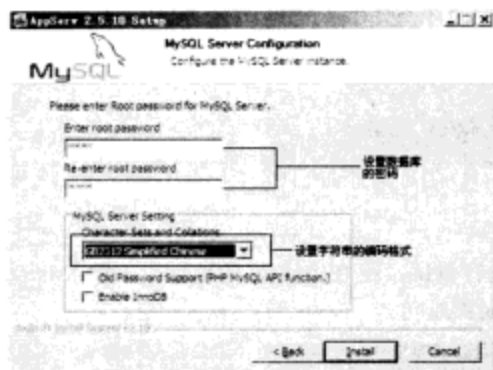 AppServ 2.5.10 Setup
MySQL Server Configuration
Configure the MySQL Server instance.
MySQL
Please enter Root password for MySQL Server.
Enter root password
Re-enter root password
设置数据库
的密码
MySQL Server Setting
Character Sets and Collations
GB2312 Simplified Chinese
设置字符串的编码格式
Old Password Support (PHP MySQL API function.)
Enable InnoDB
< Back
Install
Cancel